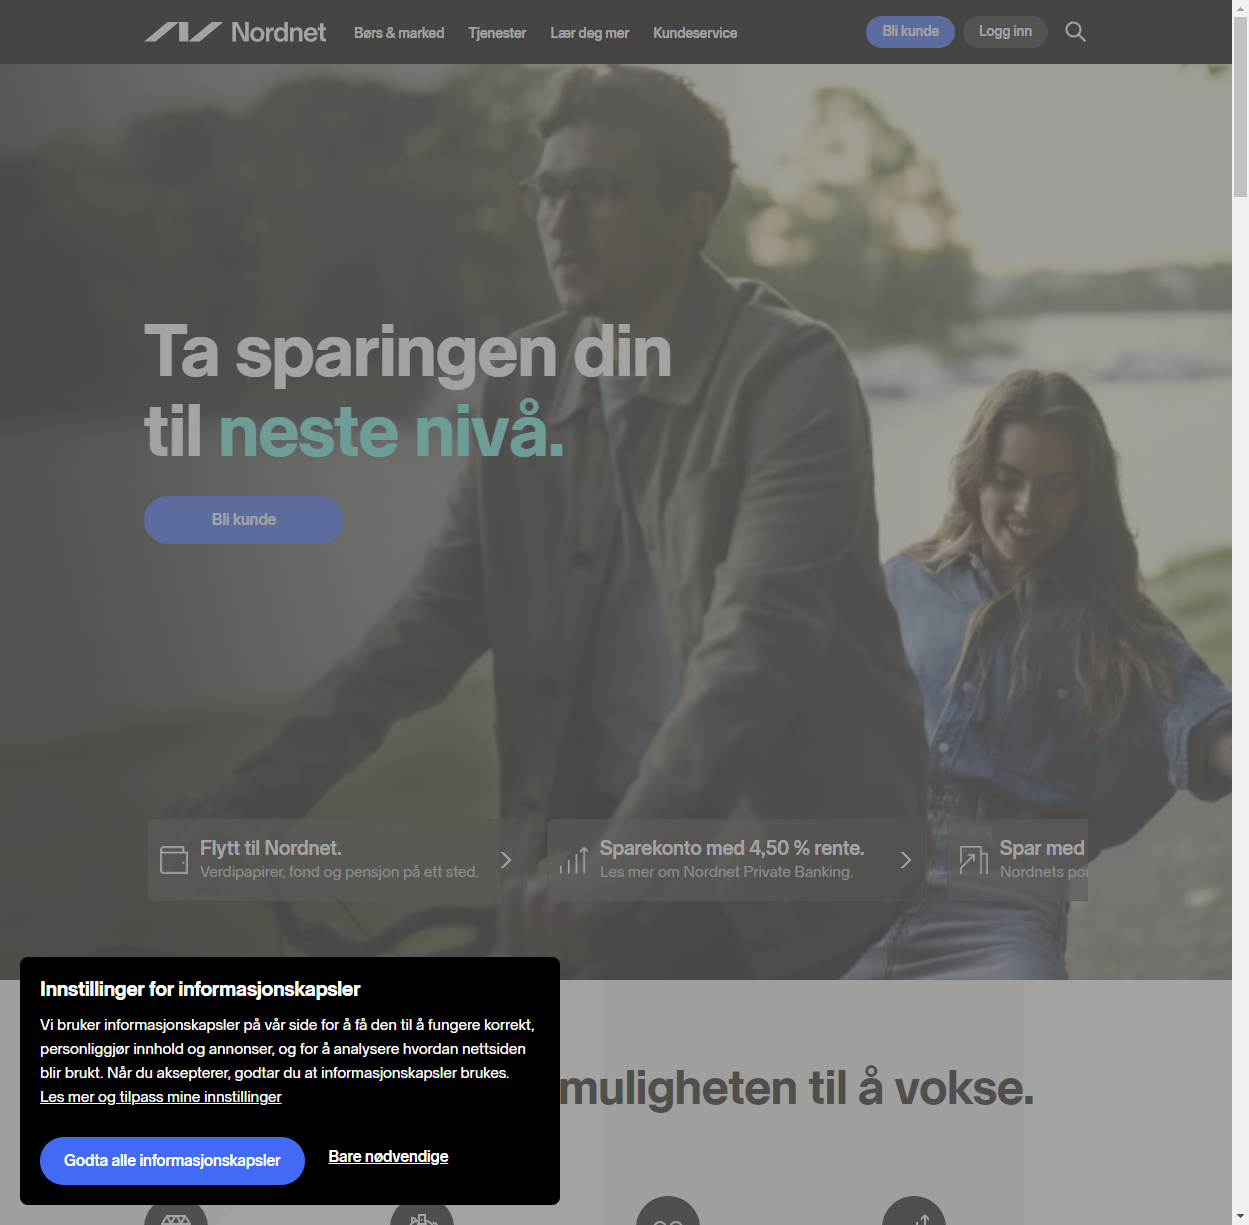 Nordnet
Børs & marked
Tjenester
Lær deg mer
Kundeservice
Bli kunde
Logg inn
Ta sparingen din
til neste nivå.
Bli kunde
Flytt til Nordnet.
Verdipapirer, fond og pensjon på ett sted.
Sparekonto med 4,50 % rente.
Les mer om Nordnet Private Banking.
Spar med
Nordnets
muligheten til å vokse.
Innstillinger for informasjonskapsler
Vi bruker informasjonskapsler på vår side for å få den til å fungere korrekt,
personliggjør innhold og annonser, og for å analysere hvordan nettsiden
blir brukt. Når du aksepterer, godtar du at informasjonskapsler brukes.
Les mer og tilpass mine innstillinger
Godta alle informasjonskapsler
Bare nødvendige